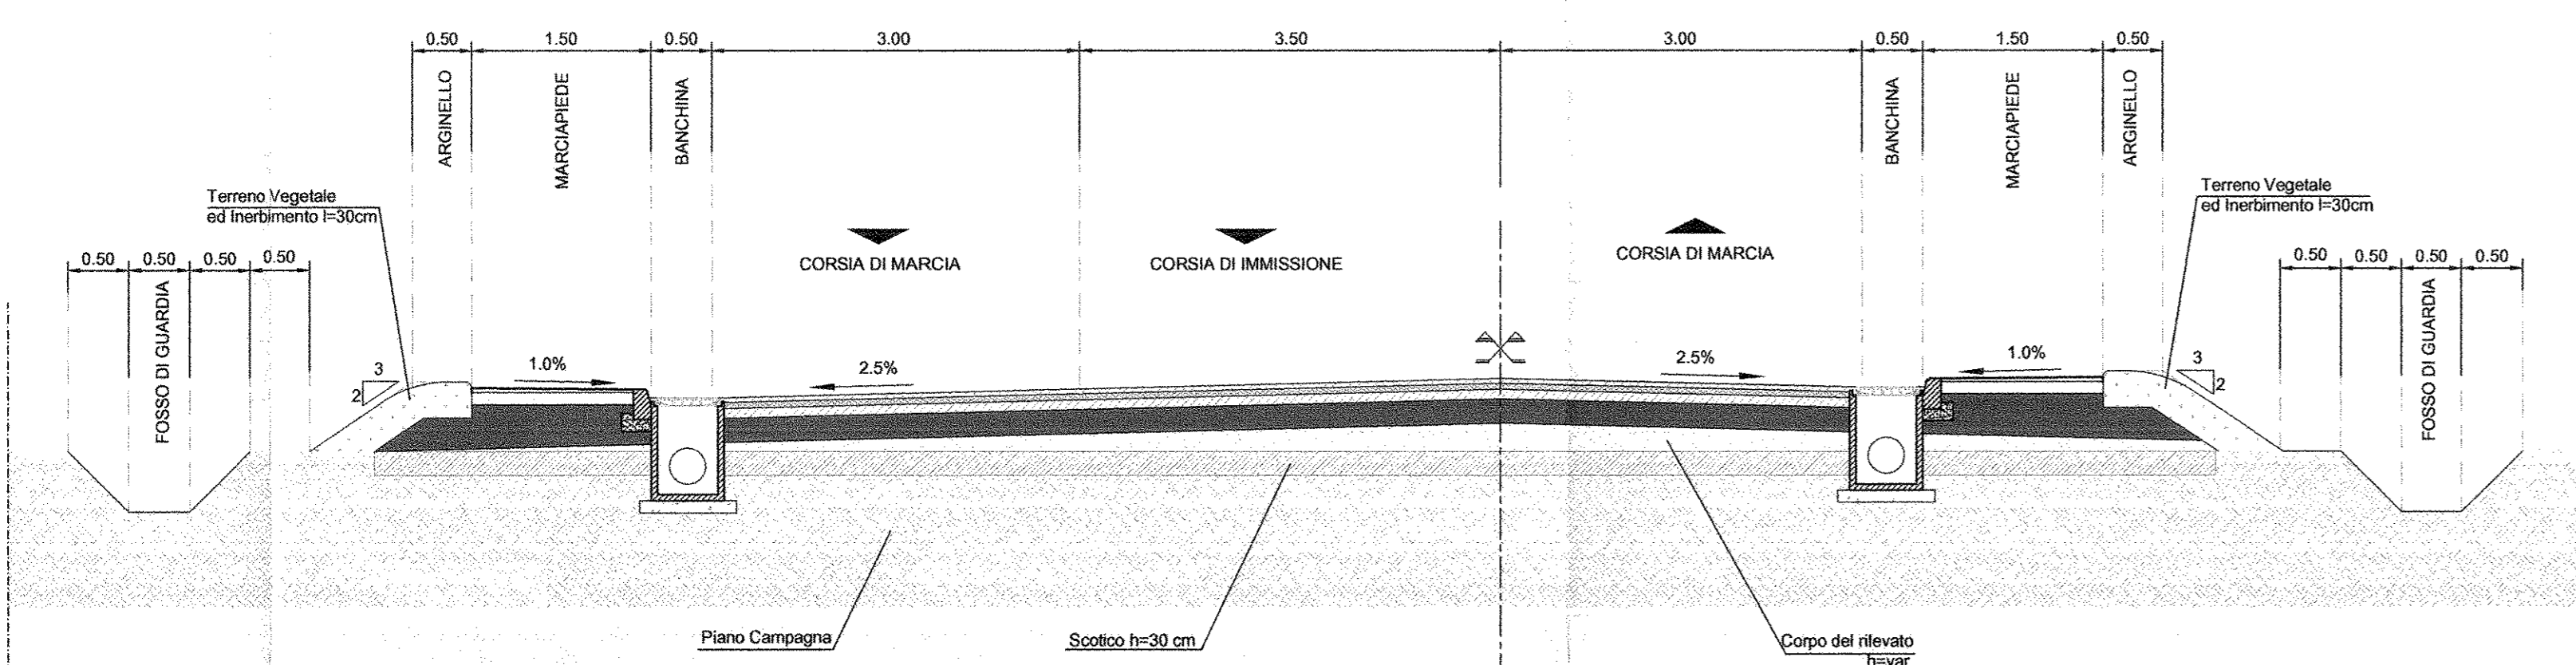 0.50 1.50 0.50 3.00 3.50 3.00 0.50 1.50 0.50
ARGINELLO
MARCIAPIEDE
BANCHINA
BANCHINA
MARCIAPIEDE
ARGINELLO
Terreno Vegetale
ed Inerbimento l=30cm
Terreno Vegetale
ed Inerbimento l=30cm
CORSIA DI MARCIA
CORSIA DI IMMISSIONE
CORSIA DI MARCIA
0.50 0.50 0.50 0.50
0.50 0.50 0.50 0.50
FOSSO DI GUARDIA
FOSSO DI GUARDIA
3
2
1.0%
2.5%
2.5%
1.0%
3
2
Piano Campagna
Scotico h=30 cm
Corpo del rilevato
h=var